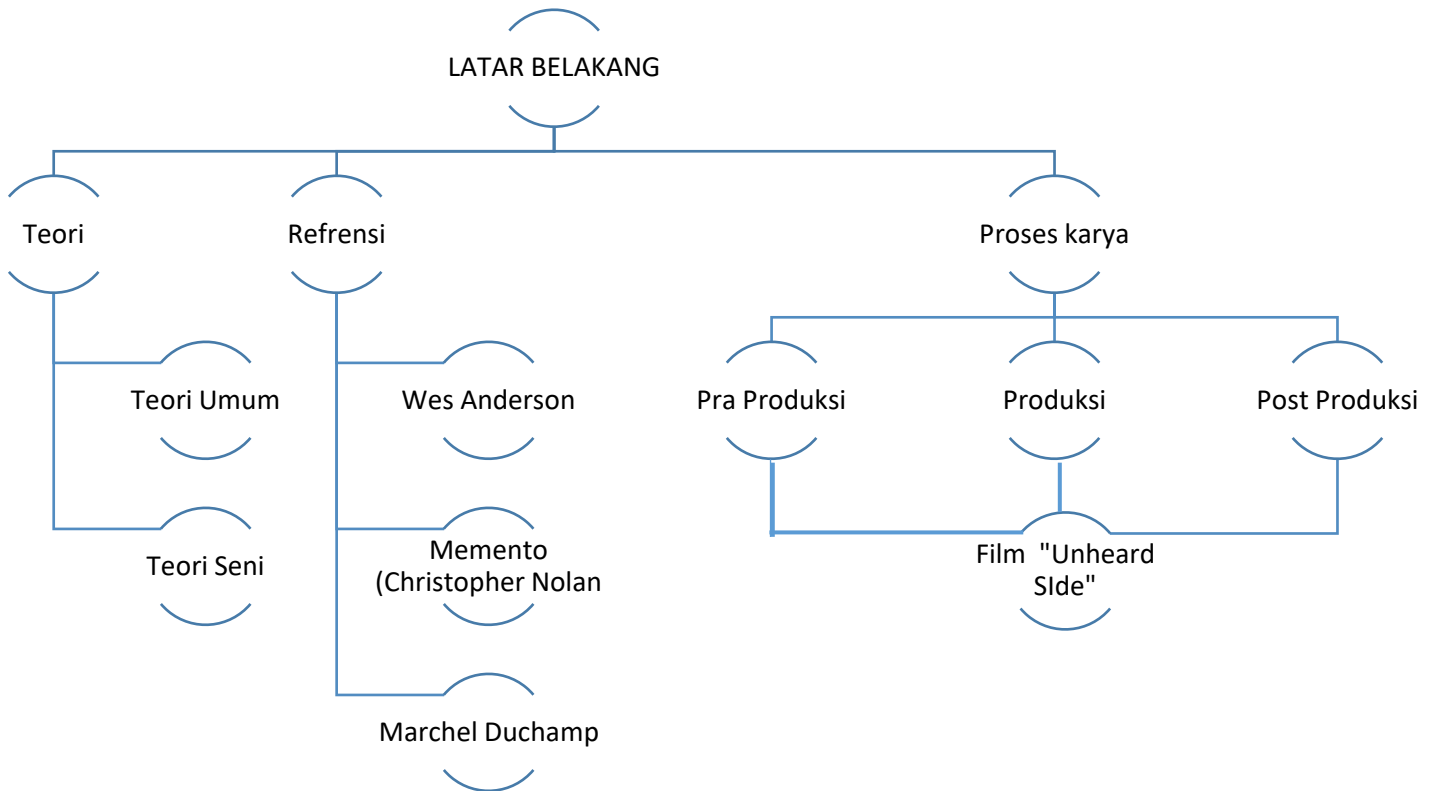 LATAR BELAKANG
Teori
Refrensi
Proses karya
Teori Umum
Wes Anderson
Pra Produksi
Produksi
Post Produksi
Teori Seni
Memento
(Christopher Nolan
Film "Unheard
SIde"
Marchel Duchamp